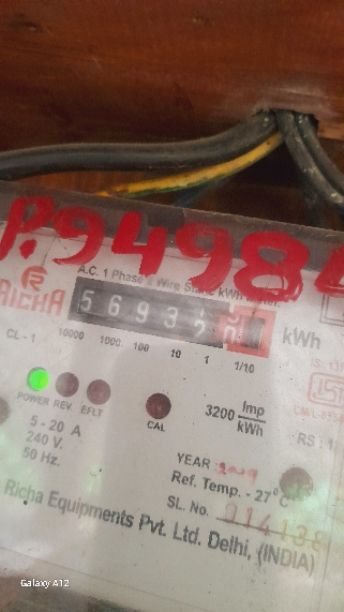 P.9498
A.C. 1 Phase 2 Wire
kWh
RICHA
5 6 9 3
kWh
CL-1
10000 1000 100 10 1 1/10
POWER REV. EFLT
CAL
3200 Imp/kWh
5 - 20 A
240 V.
50 Hz.
YEAR 2009
Ref. Temp. - 27°C
SL. No. 314138
Richa Equipments Pvt. Ltd. Delhi, (INDIA)
Galaxy A12